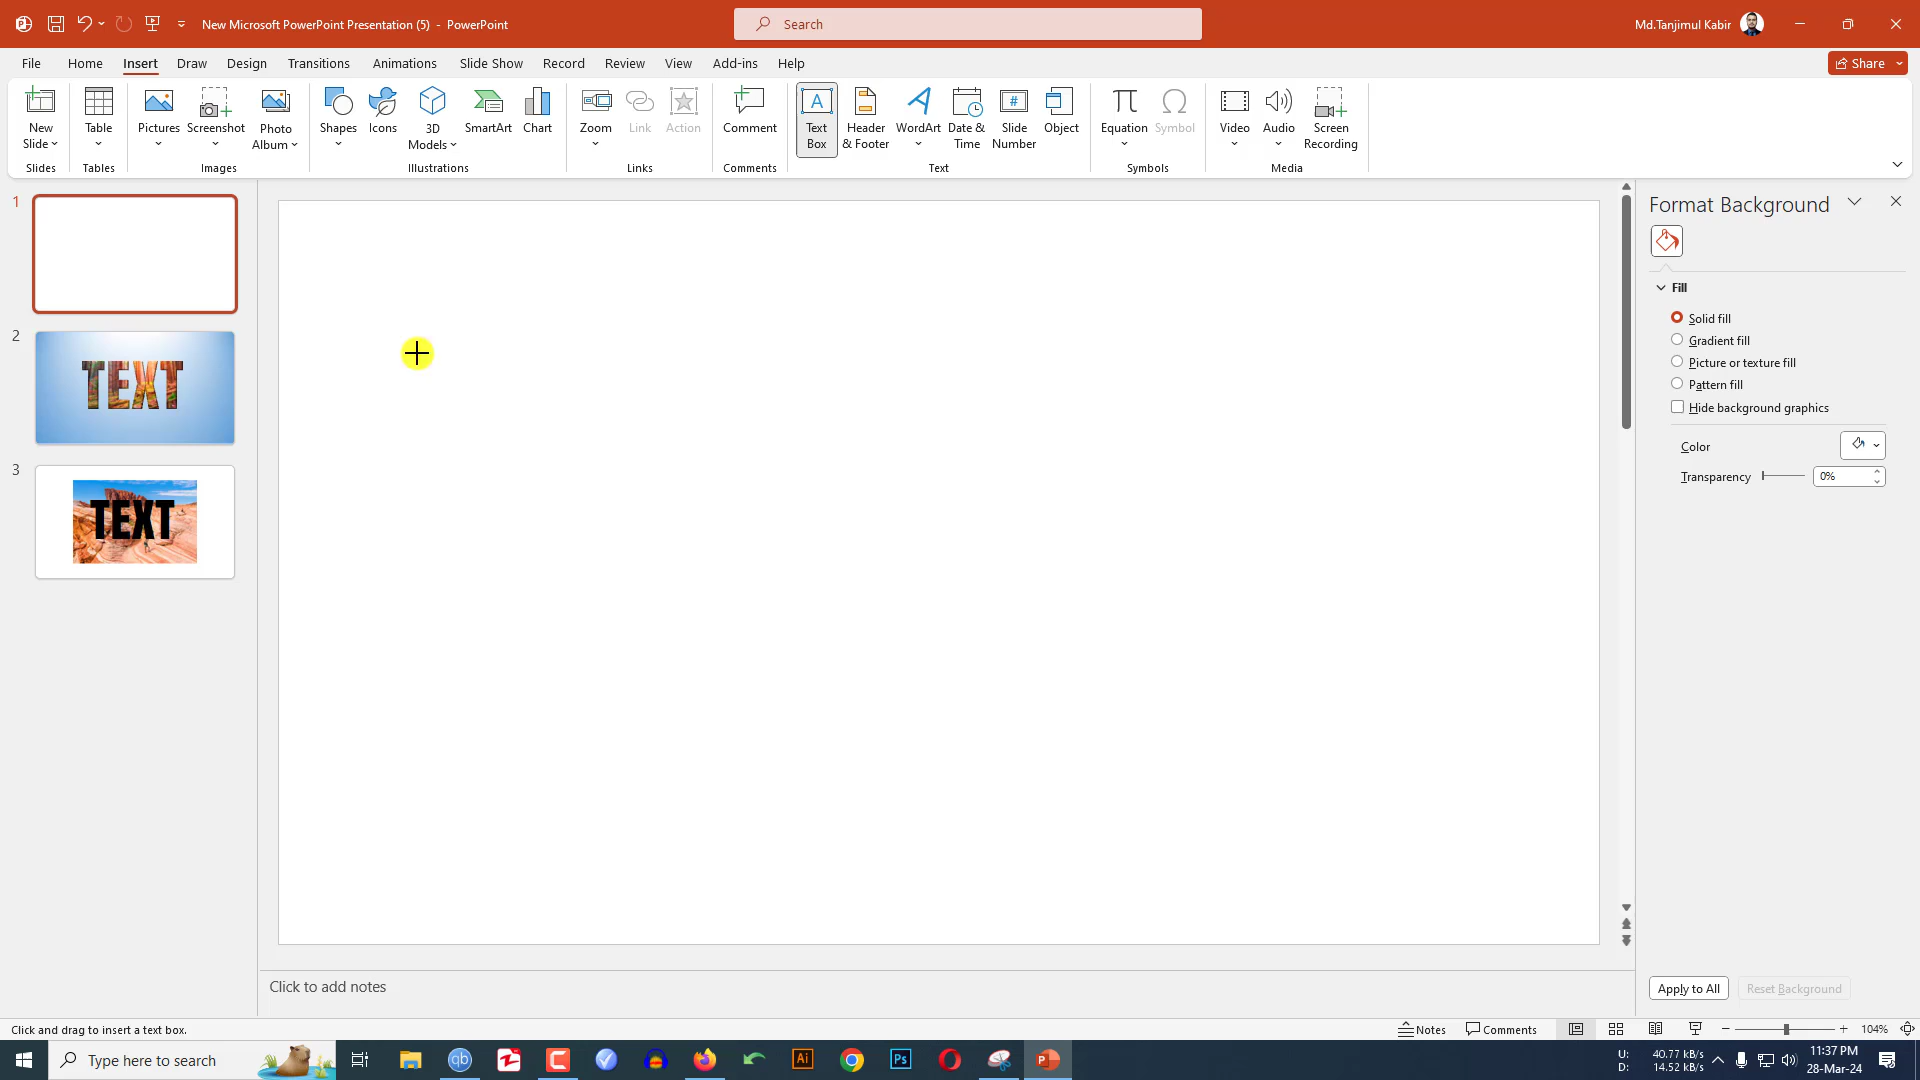 New Microsoft PowerPoint Presentation (5) - PowerPoint
Search
Md.Tanjimul Kabir
File Home Insert Draw Design Transitions Animations Slide Show Record Review View Add-ins Help
Share
New Slide
Table
Pictures
Screenshot
Photo Album
Shapes
Icons
3D Models
SmartArt
Chart
Zoom
Link
Action
Comment
Text Box
Header & Footer
WordArt
Date & Time
Slide Number
Object
Equation
Symbol
Video
Audio
Screen Recording
Slides Tables Images Illustrations Links Comments Text Symbols Media
1
2
TEXT
3
TEXT
Format Background
Fill
Solid fill
Gradient fill
Picture or texture fill
Pattern fill
Hide background graphics
Color
Transparency 0%
Apply to All Reset Background
Click to add notes
Click and drag to insert a text box.
Notes Comments 104%
Type here to search
qb
Ai
Ps
U: 40.77 kB/s
D: 14.52 kB/s
11:37 PM
28-Mar-24